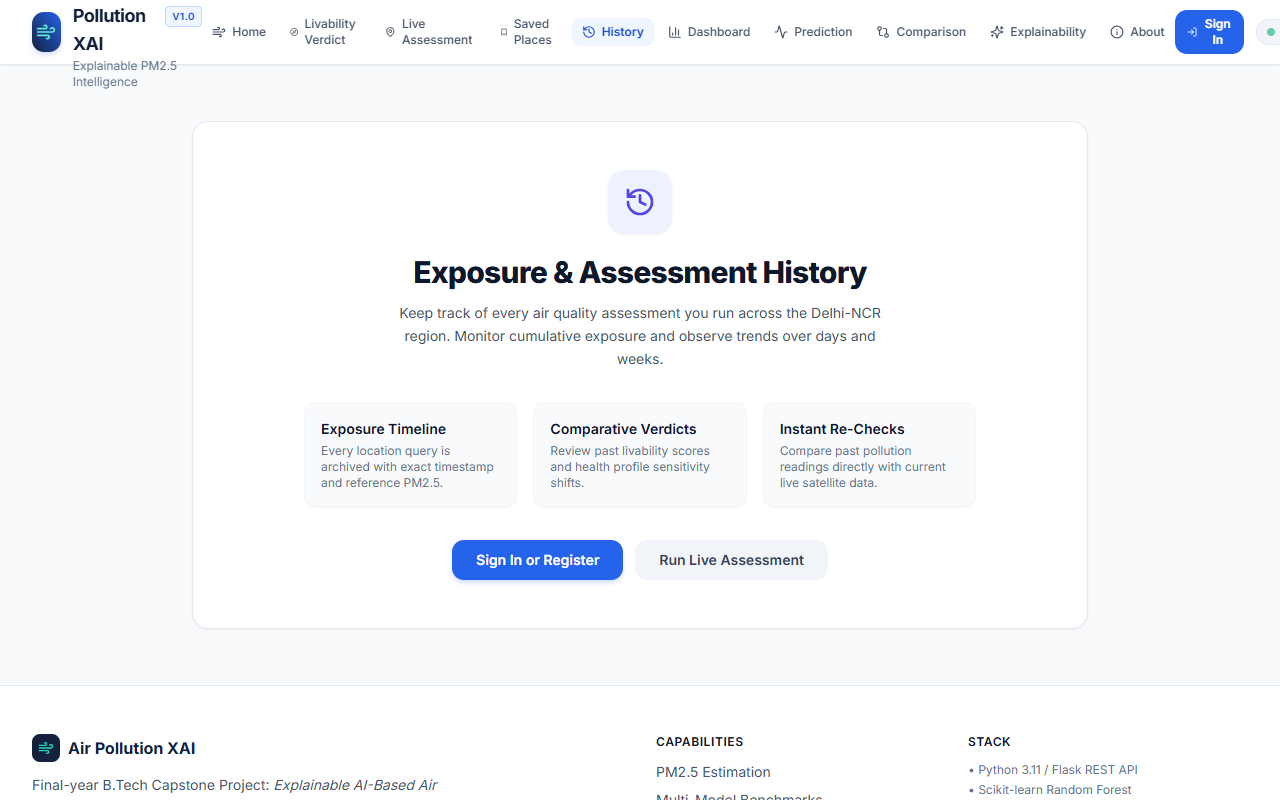 Pollution XAI
V1.0
Explainable PM2.5 Intelligence
Home
Livability Verdict
Live Assessment
Saved Places
History
Dashboard
Prediction
Comparison
Explainability
About
Sign In
Exposure & Assessment History
Keep track of every air quality assessment you run across the Delhi-NCR
region. Monitor cumulative exposure and observe trends over days and
weeks.
Exposure Timeline
Every location query is
archived with exact timestamp
and reference PM2.5.
Comparative Verdicts
Review past livability scores
and health profile sensitivity
shifts.
Instant Re-Checks
Compare past pollution
readings directly with current
live satellite data.
Sign In or Register
Run Live Assessment
Air Pollution XAI
Final-year B.Tech Capstone Project: Explainable AI-Based Air
CAPABILITIES
PM2.5 Estimation
Multi-Model Benchmarks
STACK
• Python 3.11 / Flask REST API
• Scikit-learn Random Forest